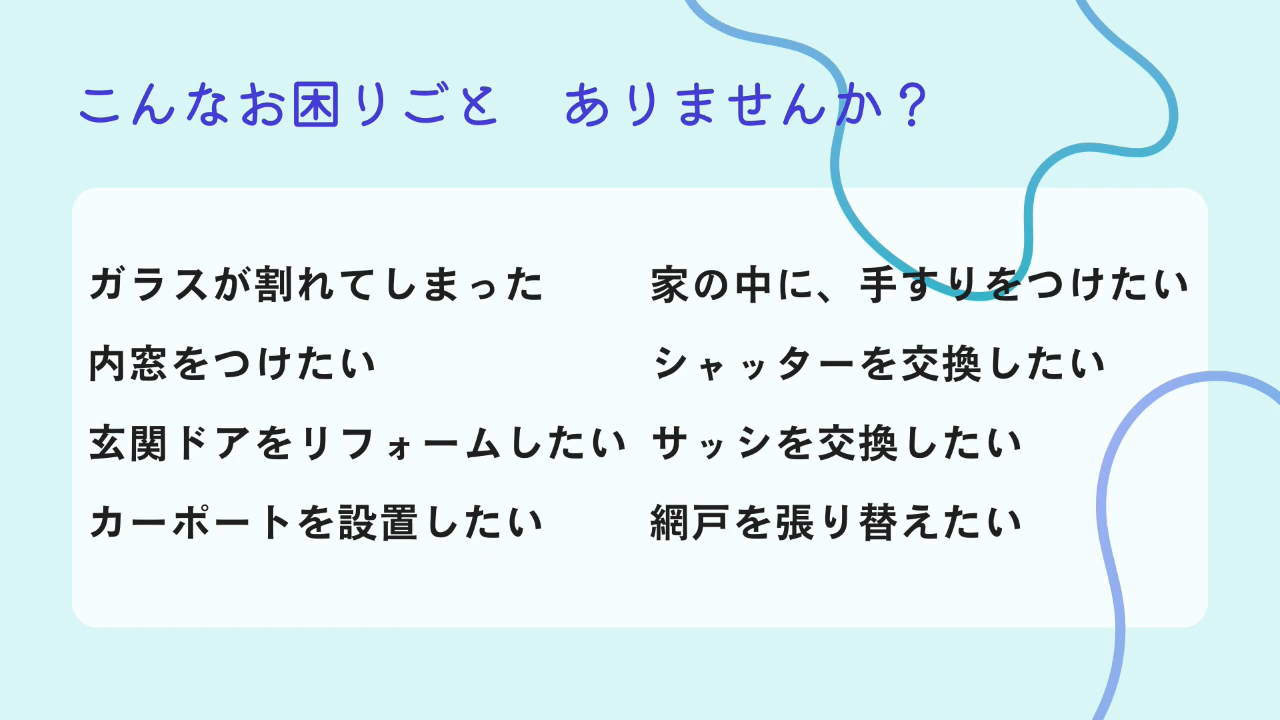 こんなお困りごと　ありませんか？
ガラスが割れてしまった
内窓をつけたい
玄関ドアをリフォームしたい
カーポートを設置したい
家の中に、手すりをつけたい
シャッターを交換したい
サッシを交換したい
網戸を張り替えたい